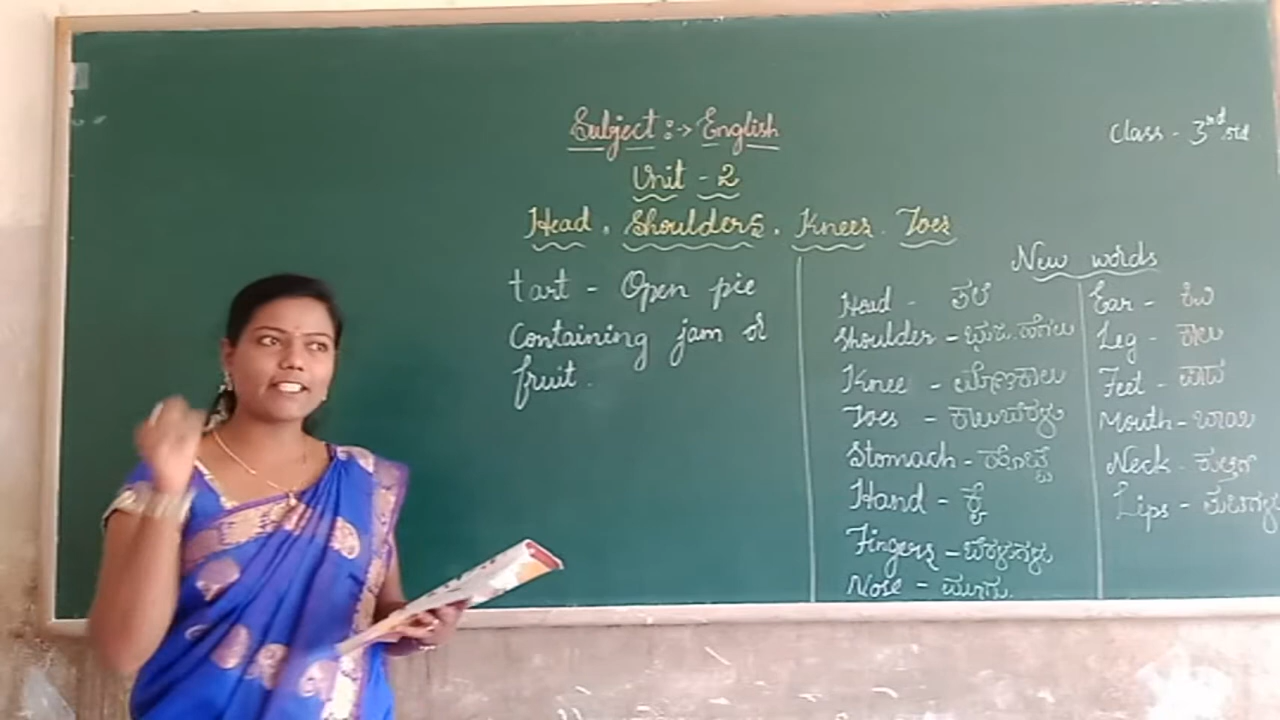 Subject :-> English
Class - 3rd std
Unit - 2
Head, Shoulders, Knees. Toes
tart - Open pie
Containing jam or
fruit.
New words
Head - ತಲೆ
Shoulder - ಭುಜ.ಹೆಗಲು
Knee - ಮೊಣಕಾಲು
Toes - ಕಾಲುಬೆರಳು
Stomach - ಹೊಟ್ಟೆ
Hand - ಕೈ
Fingers - ಬೆರಳುಗಳು
Nose - ಮೂಗು.
Ear - ಕಿವಿ
Leg - ಕಾಲು
Feet - ಪಾದ
Mouth - ಬಾಯಿ
Neck - ಕುತ್ತಿಗೆ
Lips - ತುಟಿಗಳು